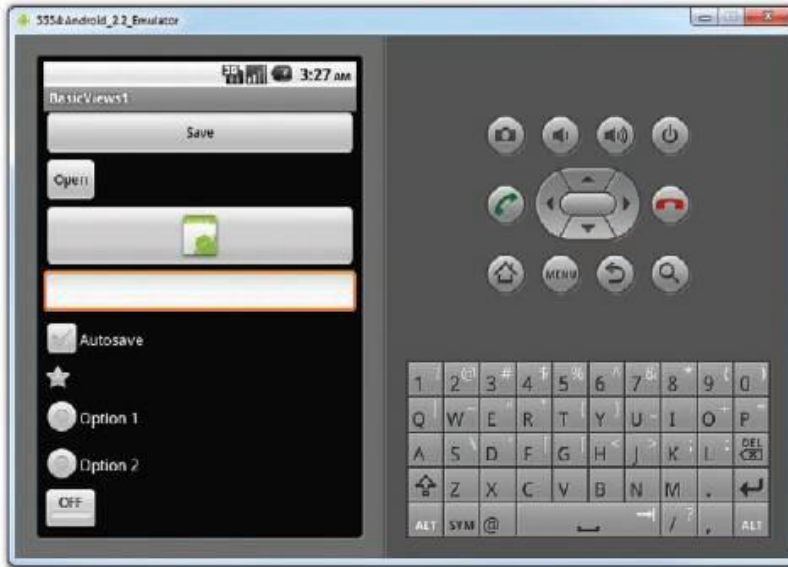 5554:Android_2.2_Emulator
3:27 AM
BasicViews1
Save
Open
Autosave
Option 1
Option 2
OFF
MENU
1 2 @ 3 # 4 $ 5 % 6 ^ 7 & 8 * 9 ( 0 )
Q W E R T Y U I O P
A S D F G H J K L DEL
Z X C V B N M .
ALT SYM @ / ? , ALT